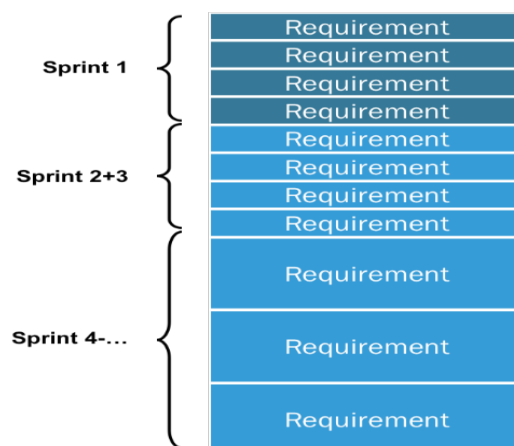 Requirement
Requirement
Sprint 1
Requirement
Requirement
Requirement
Requirement
Sprint 2+3
Requirement
Requirement
Requirement
Sprint 4-...
Requirement
Requirement